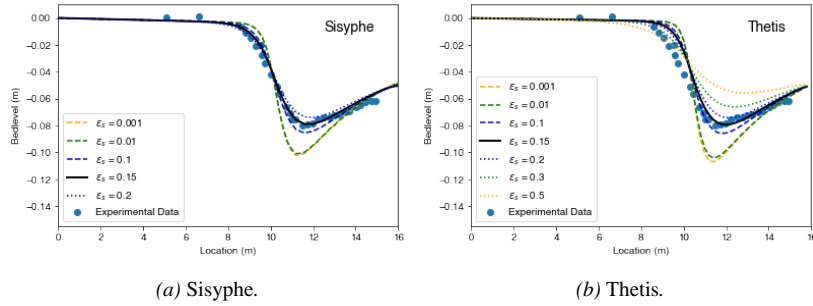 Sisyphe
0.00
−0.02
−0.04
−0.06
−0.08
−0.10
−0.12
−0.14
Bedlevel (m)
εs = 0.001
εs = 0.01
εs = 0.1
εs = 0.15
εs = 0.2
Experimental Data
0 2 4 6 8 10 12 14 16
Location (m)
(a) Sisyphe.
Thetis
0.00
−0.02
−0.04
−0.06
−0.08
−0.10
−0.12
−0.14
Bedlevel (m)
εs = 0.001
εs = 0.01
εs = 0.1
εs = 0.15
εs = 0.2
εs = 0.3
εs = 0.5
Experimental Data
0 2 4 6 8 10 12 14 16
Location (m)
(b) Thetis.